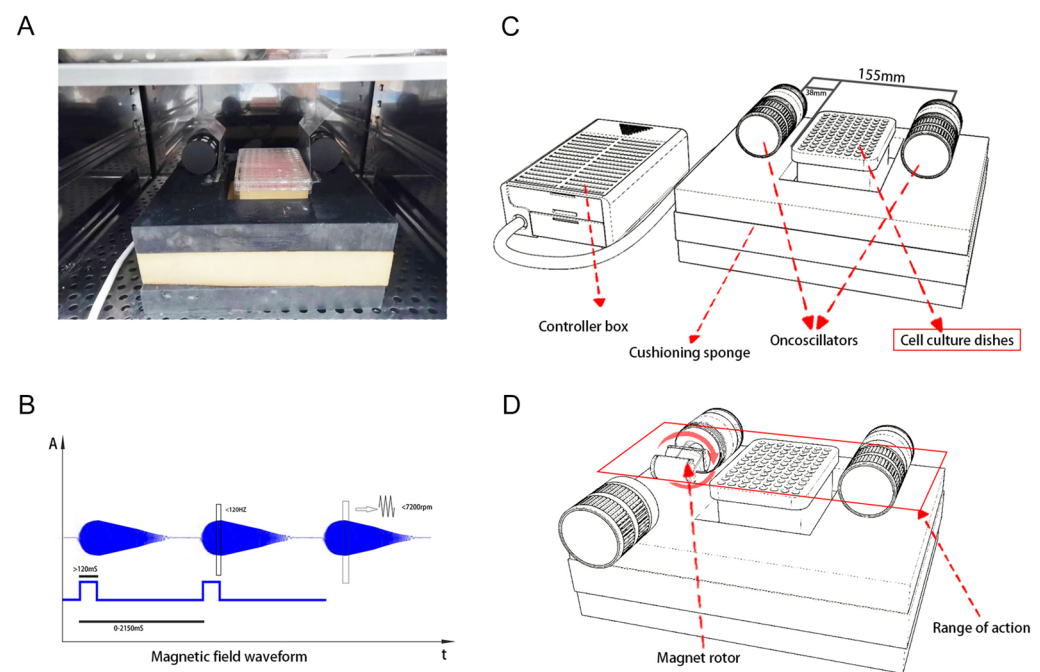 A
B
A
<120HZ
<7200rpm
>120mS
0-2150mS
Magnetic field waveform
t
C
155mm
38mm
Controller box
Cushioning sponge
Oncoscillators
Cell culture dishes
D
Magnet rotor
Range of action